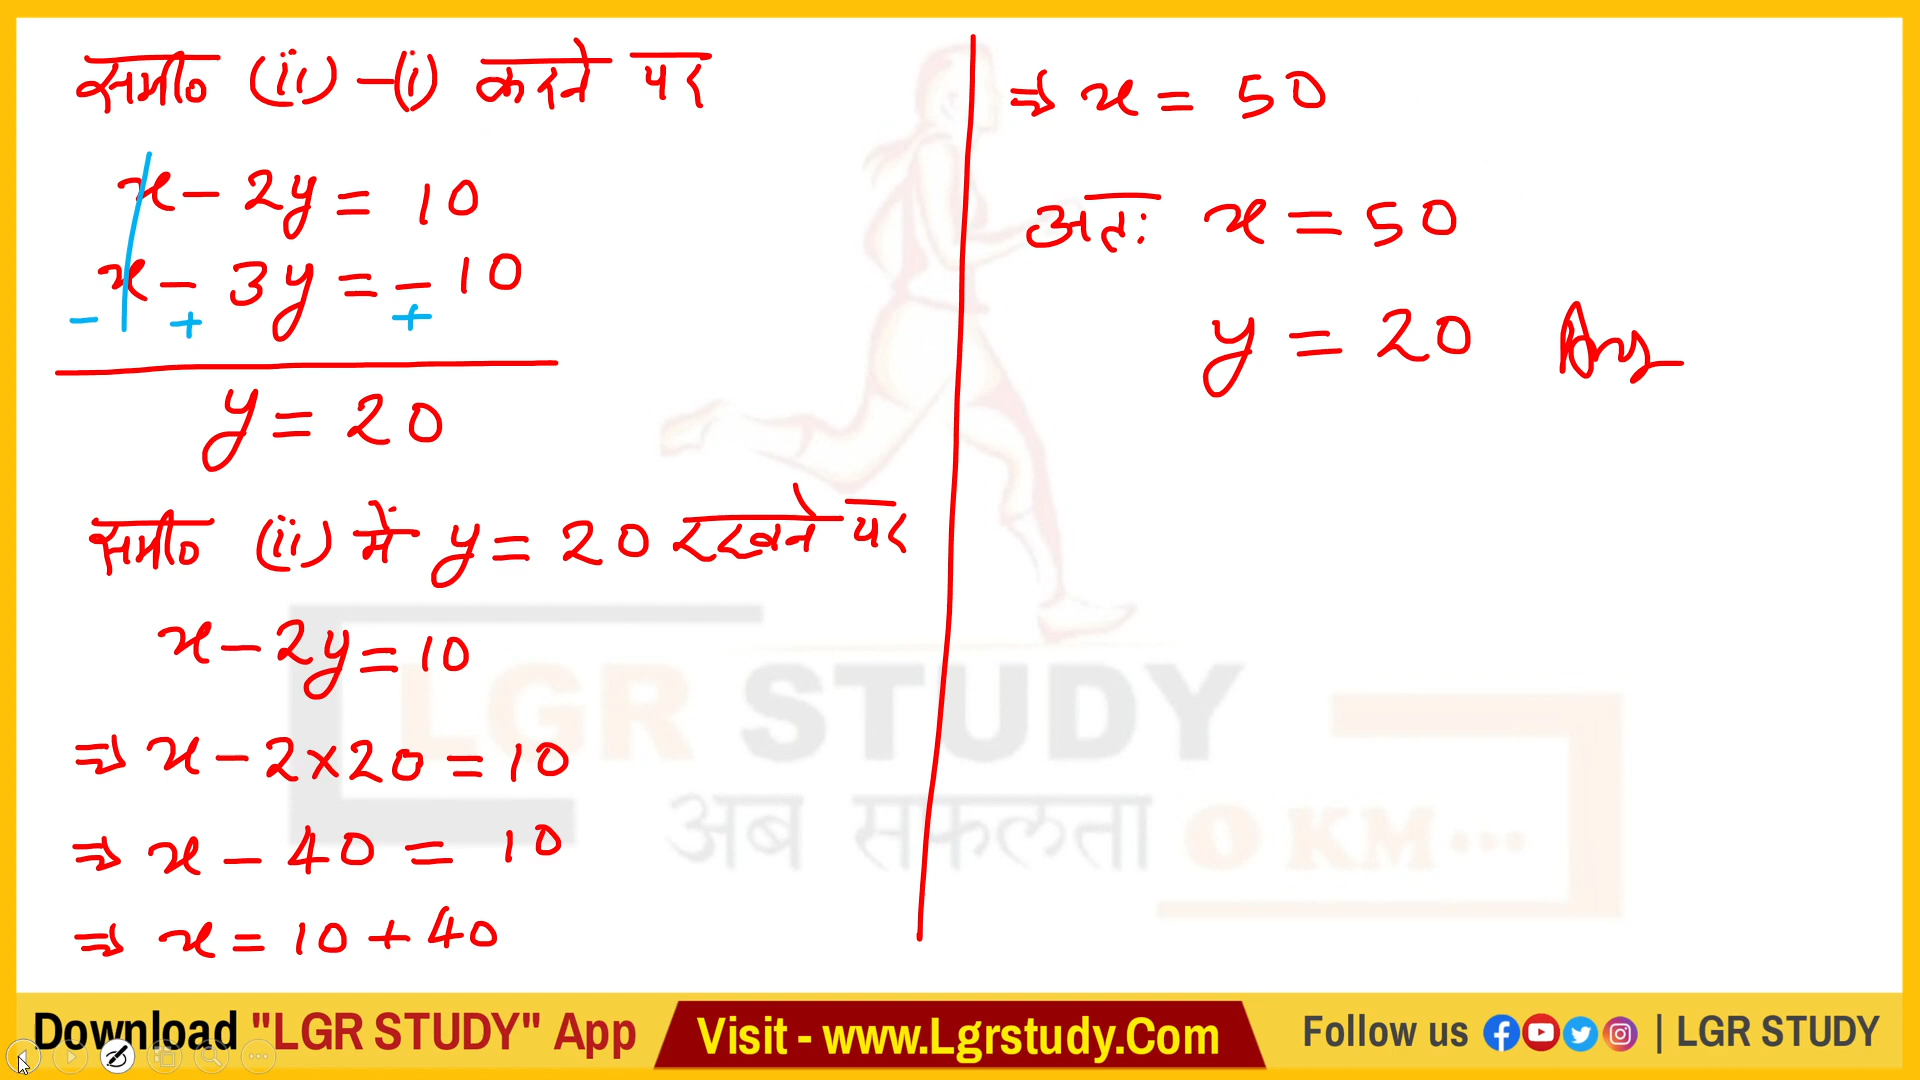 समी० (ii) - (i) करने पर
x - 2y = 10
x - 3y = - 10
- + +
y = 20
समी० (ii) में y = 20 रखने पर
x - 2y = 10
⇒ x - 2×20 = 10
⇒ x - 40 = 10
⇒ x = 10 + 40
⇒ x = 50
अतः x = 50
y = 20 Ans
LGR STUDY
अब सफलता 0 KM...
Download "LGR STUDY" App
Visit - www.Lgrstudy.Com
Follow us | LGR STUDY